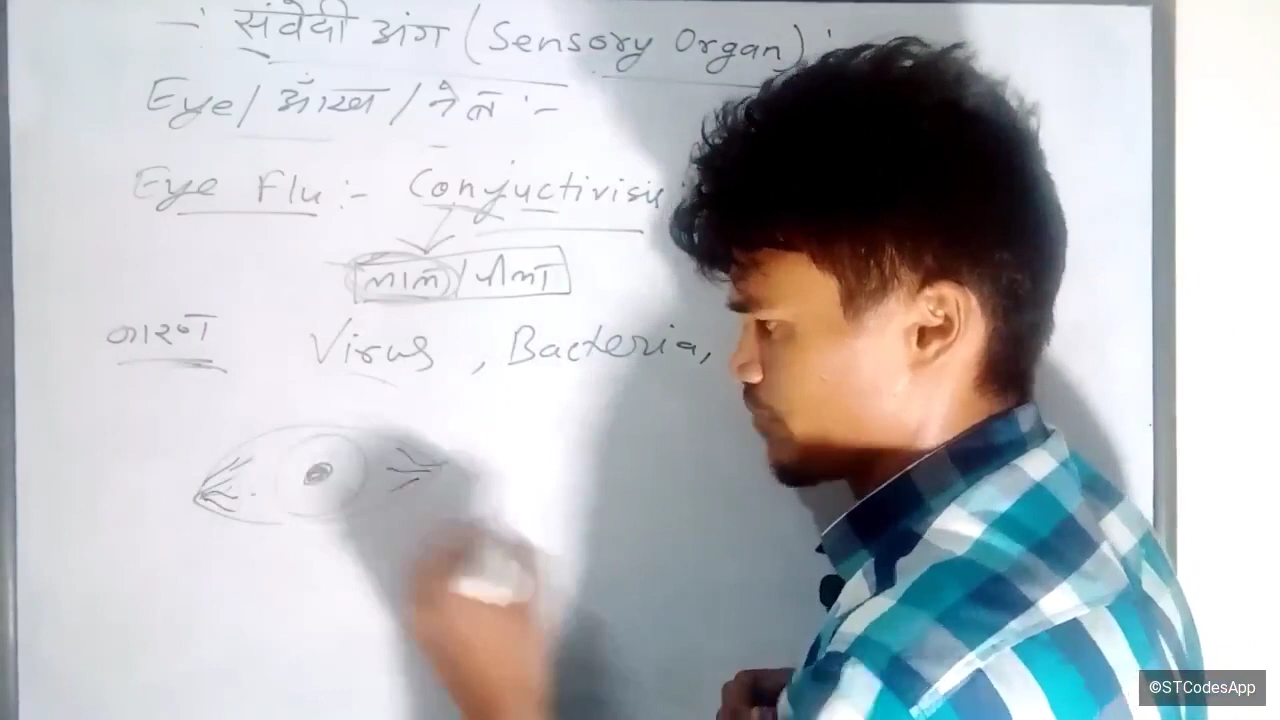 -: संवेदी अंग (Sensory Organ):
Eye/ आँख / नेत्र :-
Eye Flu :- Conjuctivisis
लाल / पीला
कारण Virus , Bacteria,
©STCodesApp